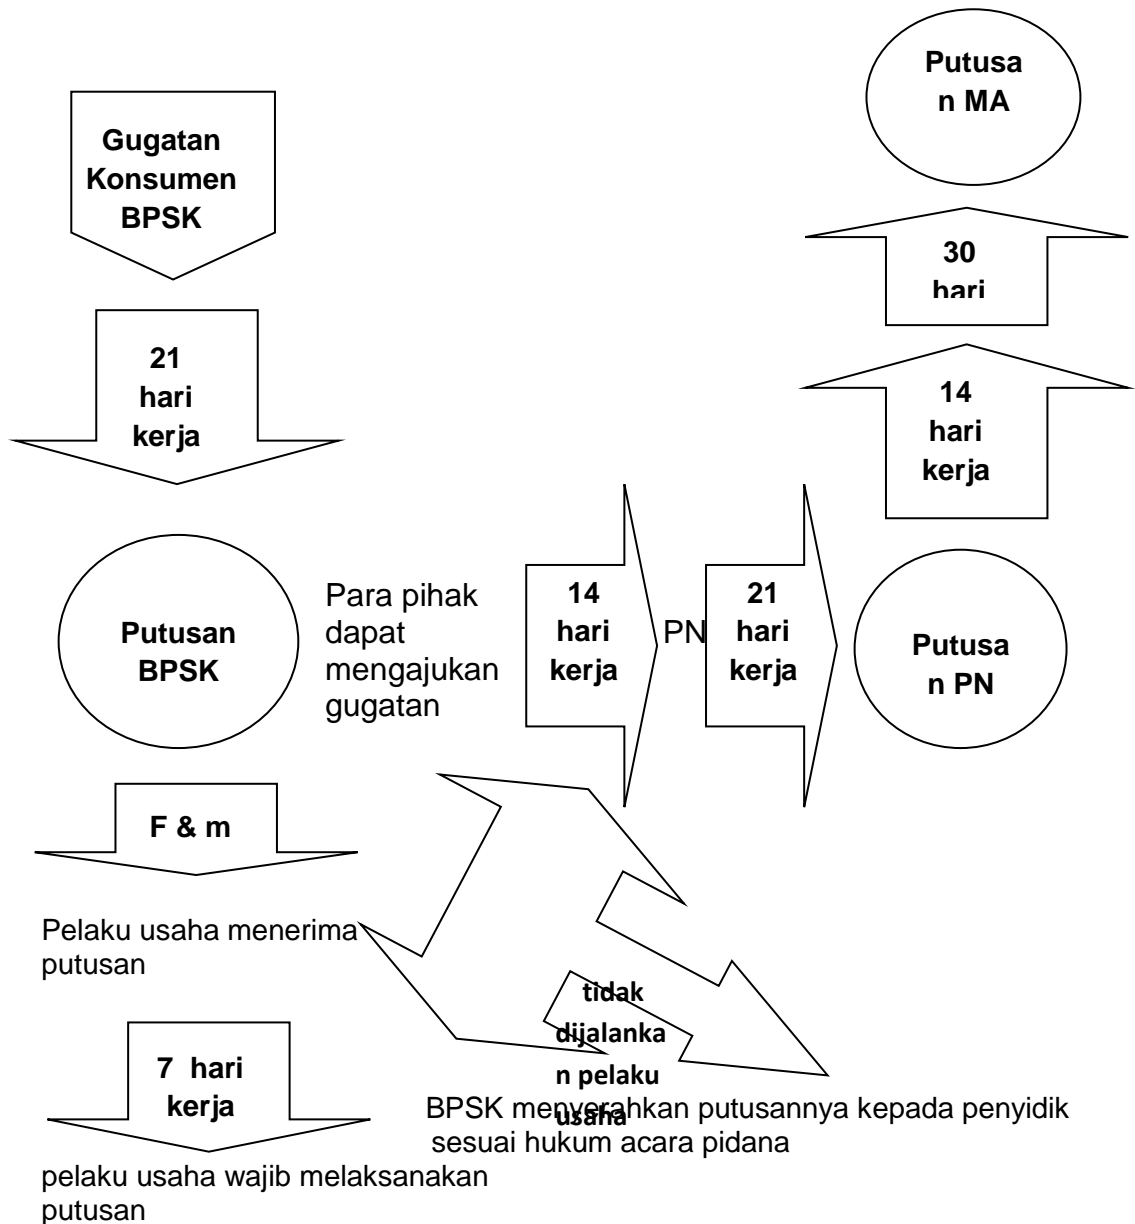 Putusa
n MA
Gugatan
Konsumen
BPSK
30
hari
21
hari
kerja
14
hari
kerja
Putusan
BPSK
Para pihak
dapat
mengajukan
gugatan
14
hari
kerja
PN
21
hari
kerja
Putusa
n PN
F & m
Pelaku usaha menerima
putusan
tidak
dijalanka
n pelaku
usaha
7 hari
kerja
BPSK menyerahkan putusannya kepada penyidik
sesuai hukum acara pidana
pelaku usaha wajib melaksanakan
putusan